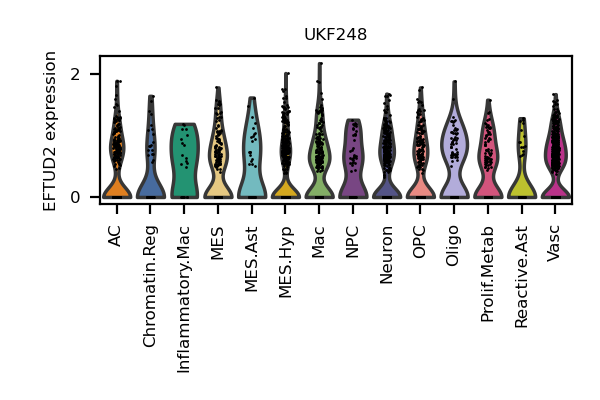 UKF248
EFTUD2 expression
2
0
AC
Chromatin.Reg
Inflammatory.Mac
MES
MES.Ast
MES.Hyp
Mac
NPC
Neuron
OPC
Oligo
Prolif.Metab
Reactive.Ast
Vasc